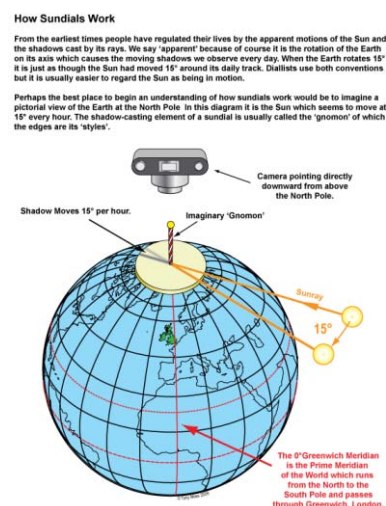 How Sundials Work
From the earliest times people have regulated their lives by the apparent motions of the Sun and
the shadows cast by its rays. We say 'apparent' because of course it is the rotation of the Earth
on its axis which causes the moving shadows we observe every day. When the Earth rotates 15°
it is just as though the Sun had moved 15° around its daily track. Diallists use both conventions
but it is usually easier to regard the Sun as being in motion.
Perhaps the best place to begin an understanding of how sundials work would be to imagine a
pictorial view of the Earth at the North Pole In this diagram it is the Sun which seems to move at
15° every hour. The shadow-casting element of a sundial is usually called the 'gnomon' of which
the edges are its 'styles'.
Camera pointing directly
downward from above
the North Pole.
Shadow Moves 15° per hour.
Imaginary 'Gnomon'
Sunray
15°
The 0°Greenwich Meridian
is the Prime Meridian
of the World which runs
from the North to the
South Pole and passes
through Greenwich, London.